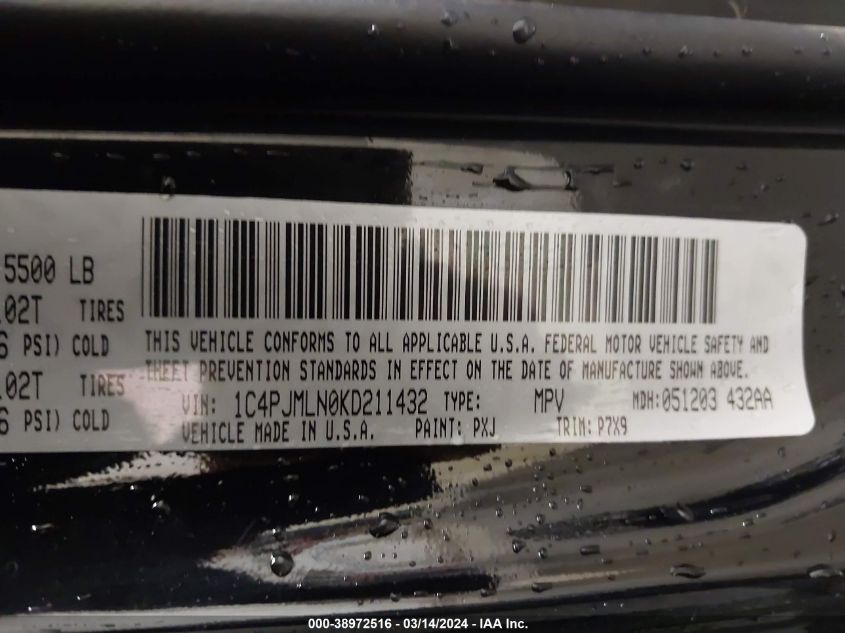 5500 LB
02T TIRES
PSI) COLD
02T TIRES
PSI) COLD
THIS VEHICLE CONFORMS TO ALL APPLICABLE U.S.A. FEDERAL MOTOR VEHICLE SAFETY AND
THEFT PREVENTION STANDARDS IN EFFECT ON THE DATE OF MANUFACTURE SHOWN ABOVE.
VIN: 1C4PJMLN0KD211432 TYPE: MPV MDH:051203 432AA
VEHICLE MADE IN U.S.A. PAINT: PXJ TRIM: P7X9
000-38972516 - 03/14/2024 - IAA Inc.